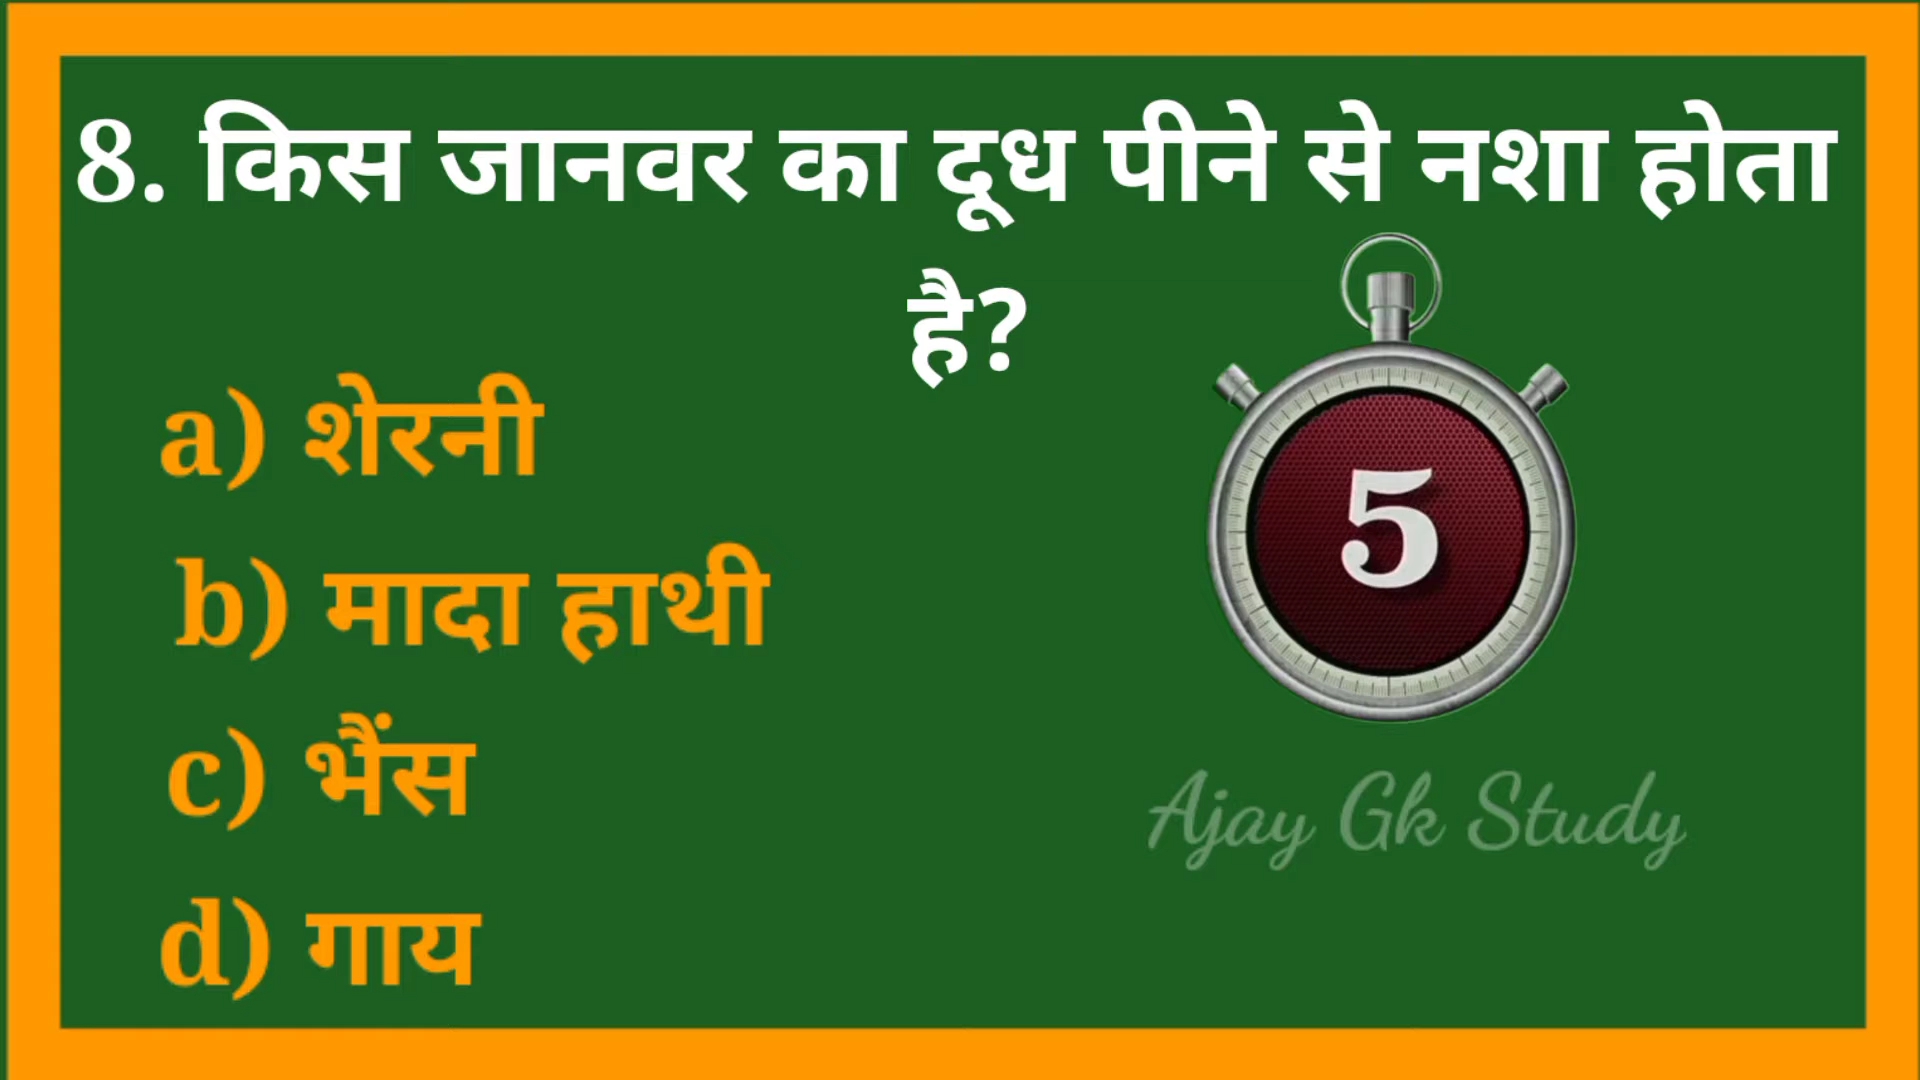 8. किस जानवर का दूध पीने से नशा होता
है?
a) शेरनी
b) मादा हाथी
c) भैंस
d) गाय
5
Ajay Gk Study